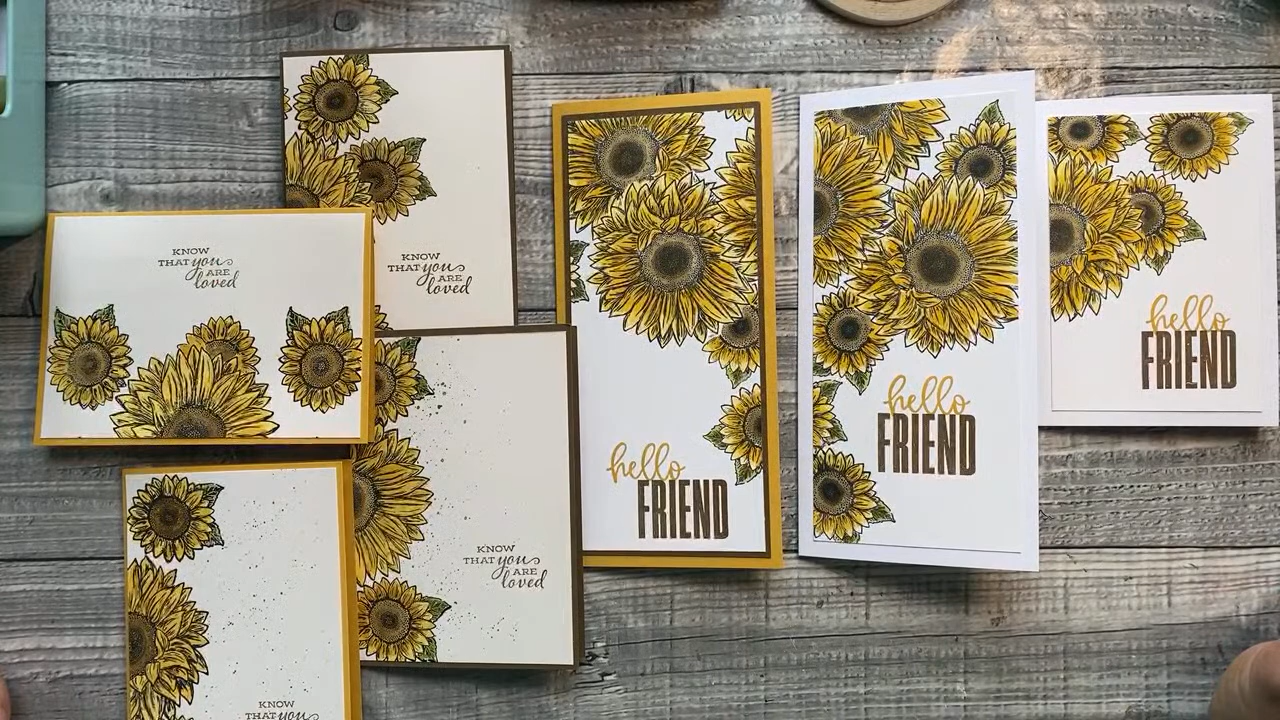 KNOW
THAT you
ARE
loved
KNOW
THAT you
ARE
loved
KNOW
THAT you
ARE
loved
KNOW
THAT you
hello
FRIEND
hello
FRIEND
hello
FRIEND